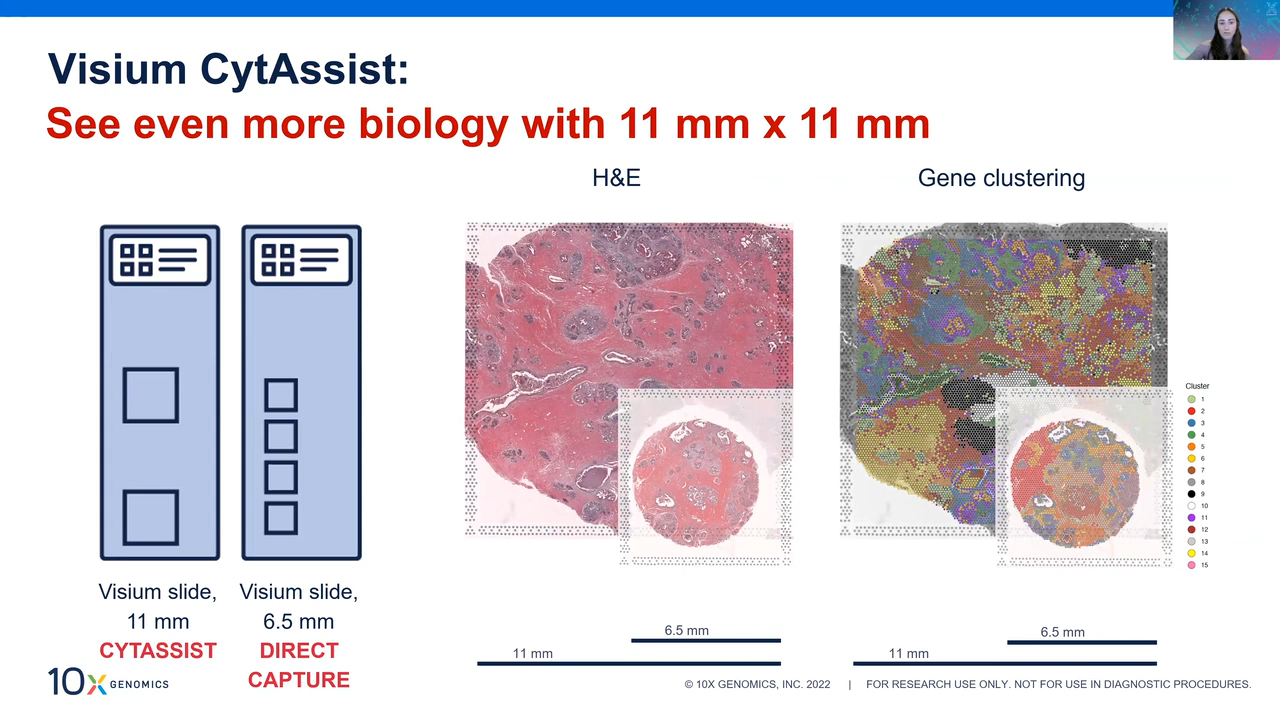 Visium CytAssist:
See even more biology with 11 mm x 11 mm
H&E
Gene clustering
Cluster
1
2
3
4
5
6
7
8
9
10
11
12
13
14
15
Visium slide,
11 mm
CYTASSIST
Visium slide,
6.5 mm
DIRECT
CAPTURE
6.5 mm
11 mm
6.5 mm
11 mm
10x GENOMICS
© 10X GENOMICS, INC. 2022 | FOR RESEARCH USE ONLY. NOT FOR USE IN DIAGNOSTIC PROCEDURES.